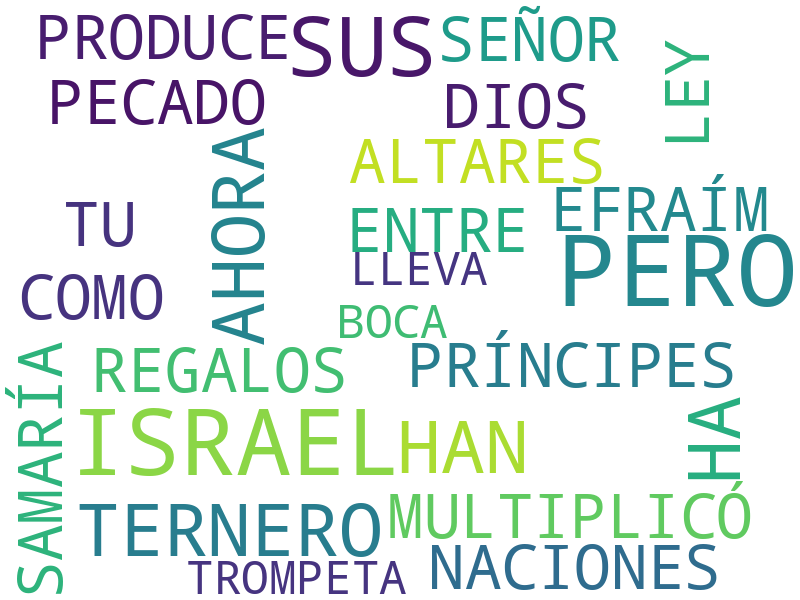 PRODUCE
SUS
SEÑOR
LEY
PECADO
DIOS
AHORA
ALTARES
TU
ENTRE
EFRAÍM
LLEVA
PERO
COMO
BOCA
SAMARÍA
REGALOS
PRÍNCIPES
ISRAEL
HAN
HA
TERNERO
MULTIPLICÓ
TROMPETA
NACIONES